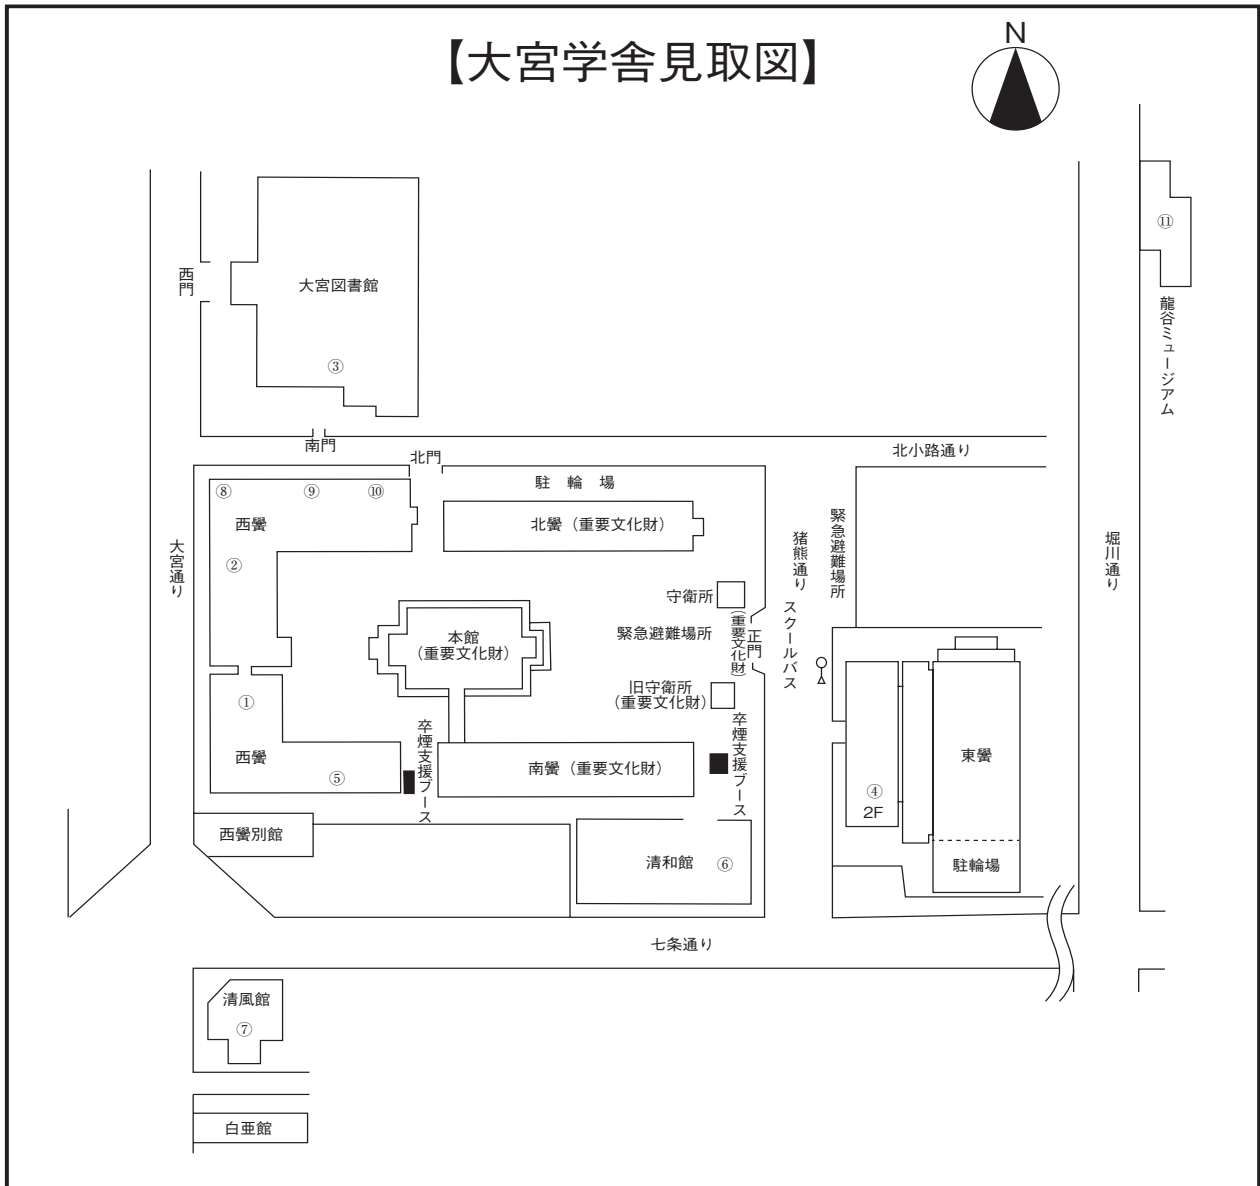 【大宮学舎見取図】
N
⑪
西門
大宮図書館
龍谷ミュージアム
③
南門
北門
北小路通り
⑧
⑨
⑩
駐輪場
西黌
北黌（重要文化財）
緊急避難場所
猪熊通り
堀川通り
大宮通り
②
守衛所
スクールバス
正門
（重要文化財）
緊急避難場所
本館
（重要文化財）
旧守衛所
（重要文化財）
①
卒煙支援ブース
卒煙支援ブース
西黌
南黌（重要文化財）
東黌
⑤
④
2F
西黌別館
清和館
⑥
駐輪場
七条通り
清風館
⑦
白亜館